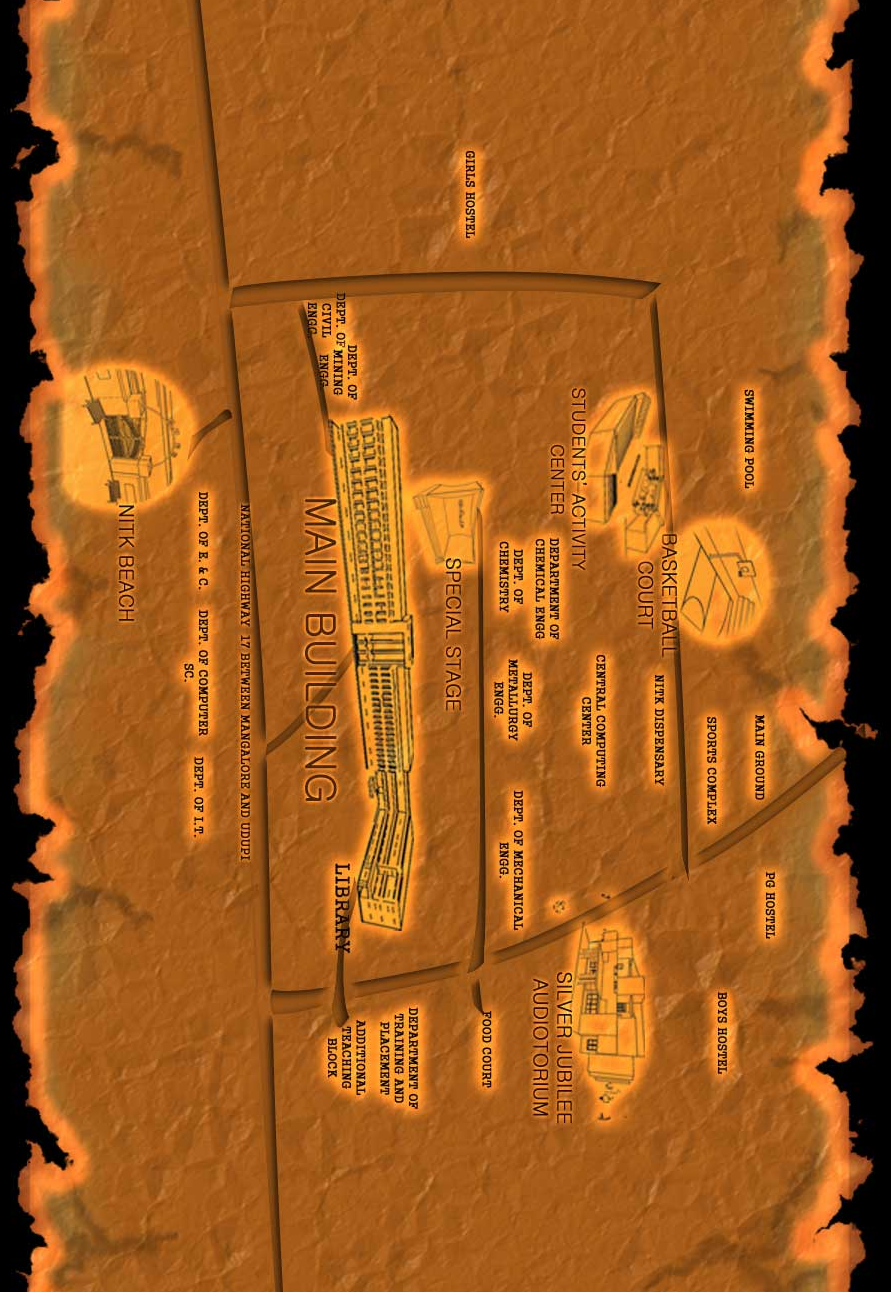 GIRLS HOSTEL
SWIMMING POOL
MAIN GROUND
SPORTS COMPLEX
PG HOSTEL
BOYS HOSTEL
BASKETBALL
COURT
NITK DISPENSARY
STUDENTS' ACTIVITY
CENTER
CENTRAL COMPUTING
CENTER
SILVER JUBILEE
AUDIOTORIUM
DEPARTMENT OF
CHEMICAL ENGG
DEPT. OF
CHEMISTRY
DEPT. OF
METALLURGY
ENGG.
DEPT. OF MECHANICAL
ENGG.
FOOD COURT
SPECIAL STAGE
DEPT. OF
MINING
ENGG
DEPT. OF
CIVIL
ENGG
MAIN BUILDING
LIBRARY
DEPARTMENT OF
TRAINING AND
PLACEMENT
ADDITIONAL
TEACHING
BLOCK
NATIONAL HIGHWAY 17 BETWEEN MANGALORE AND UDUPI
DEPT. OF E. & C.
DEPT. OF COMPUTER
SC.
DEPT. OF I.T.
NITK BEACH